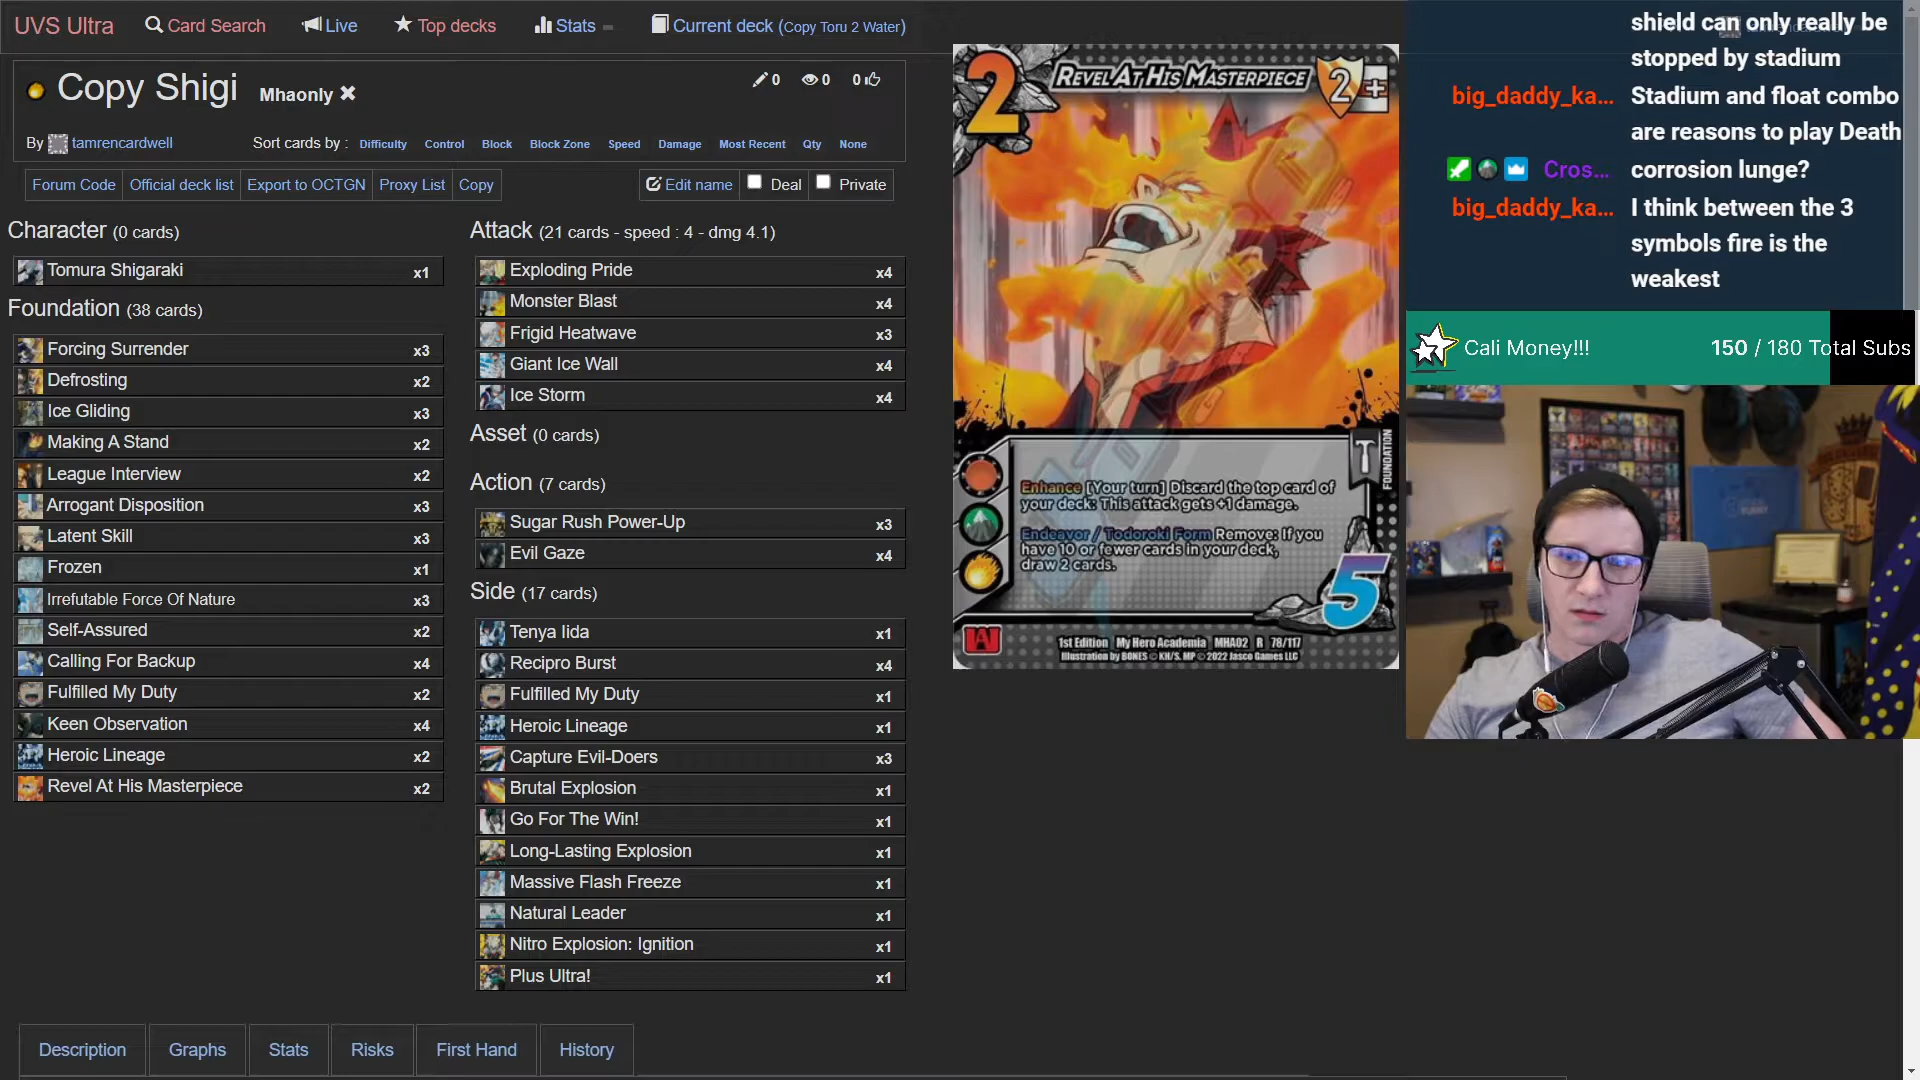 UVS Ultra
Card Search
Live
Top decks
Stats
Current deck (Copy Toru 2 Water)
Copy Shigi Mhaonly
0 0 0
By tamrencardwell
Sort cards by : Difficulty Control Block Block Zone Speed Damage Most Recent Qty None
Forum Code Official deck list Export to OCTGN Proxy List Copy
Edit name Deal Private
Character (0 cards)
Tomura Shigaraki x1
Foundation (38 cards)
Forcing Surrender x3
Defrosting x2
Ice Gliding x3
Making A Stand x2
League Interview x2
Arrogant Disposition x3
Latent Skill x3
Frozen x1
Irrefutable Force Of Nature x3
Self-Assured x2
Calling For Backup x4
Fulfilled My Duty x2
Keen Observation x4
Heroic Lineage x2
Revel At His Masterpiece x2
Attack (21 cards - speed : 4 - dmg 4.1)
Exploding Pride x4
Monster Blast x4
Frigid Heatwave x3
Giant Ice Wall x4
Ice Storm x4
Asset (0 cards)
Action (7 cards)
Sugar Rush Power-Up x3
Evil Gaze x4
Side (17 cards)
Tenya Iida x1
Recipro Burst x4
Fulfilled My Duty x1
Heroic Lineage x1
Capture Evil-Doers x3
Brutal Explosion x1
Go For The Win! x1
Long-Lasting Explosion x1
Massive Flash Freeze x1
Natural Leader x1
Nitro Explosion: Ignition x1
Plus Ultra! x1
Description Graphs Stats Risks First Hand History
2 Revel At His Masterpiece 2+
FOUNDATION
Enhance [Your turn] Discard the top card of
your deck: This attack gets +1 damage.
Endeavor / Todoroki Form Remove: If you
have 10 or fewer cards in your deck,
draw 2 cards.
5
1st Edition My Hero Academia MHA02 R 78/117
Illustration by BONES © KH/S, MP © 2022 Jasco Games LLC
shield can only really be
stopped by stadium
big_daddy_ka... Stadium and float combo
are reasons to play Death
Cros... corrosion lunge?
big_daddy_ka... I think between the 3
symbols fire is the
weakest
Cali Money!!! 150 / 180 Total Subs